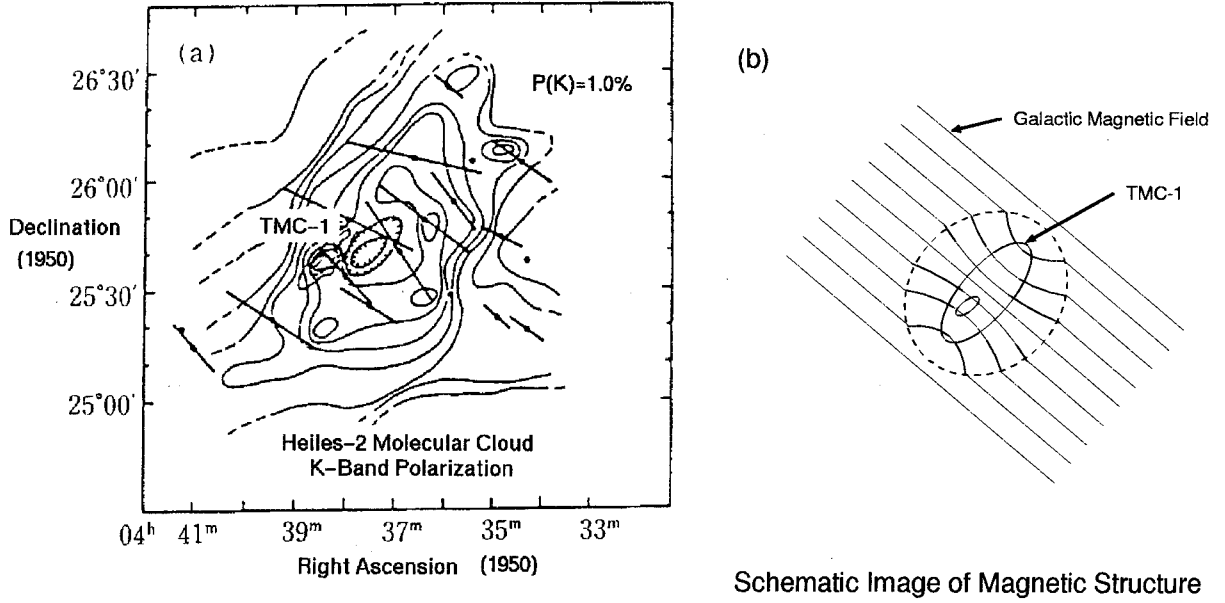 (a)
P(K)=1.0%
26°30′
26°00′
25°30′
25°00′
Declination
(1950)
TMC-1
Heiles-2 Molecular Cloud
K-Band Polarization
04ʰ 41ᵐ 39ᵐ 37ᵐ 35ᵐ 33ᵐ
Right Ascension (1950)
(b)
Galactic Magnetic Field
TMC-1
Schematic Image of Magnetic Structure